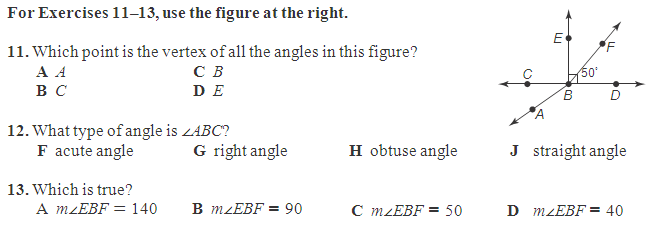 For Exercises 11–13, use the figure at the right.
11. Which point is the vertex of all the angles in this figure?
A A C B
B C D E
12. What type of angle is ∠ABC?
F acute angle G right angle H obtuse angle J straight angle
13. Which is true?
A m∠EBF = 140 B m∠EBF = 90 C m∠EBF = 50 D m∠EBF = 40
E
F
C
50°
B
D
A